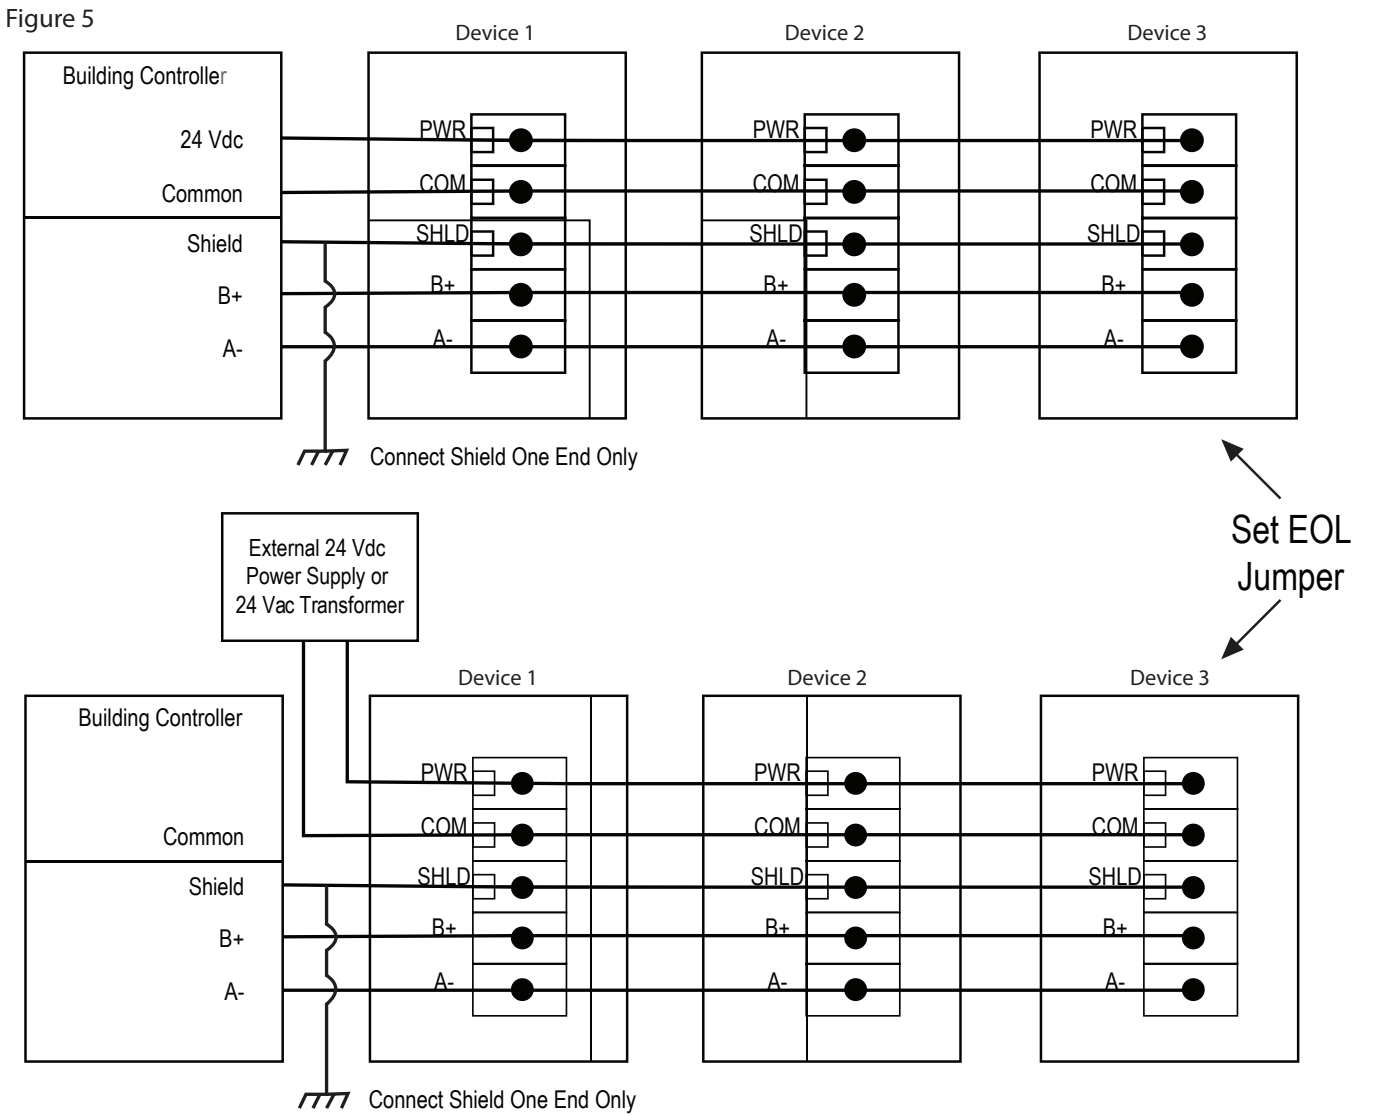 Figure 5
Device 1
Device 2
Device 3
Building Controller
24 Vdc
Common
Shield
B+
A-
PWR
COM
SHLD
B+
A-
PWR
COM
SHLD
B+
A-
PWR
COM
SHLD
B+
A-
Connect Shield One End Only
Set EOL
Jumper
External 24 Vdc
Power Supply or
24 Vac Transformer
Device 1
Device 2
Device 3
Building Controller
Common
Shield
B+
A-
PWR
COM
SHLD
B+
A-
PWR
COM
SHLD
B+
A-
PWR
COM
SHLD
B+
A-
Connect Shield One End Only